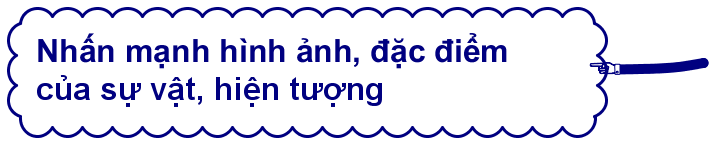 Nhấn mạnh hình ảnh, đặc điểm
của sự vật, hiện tượng